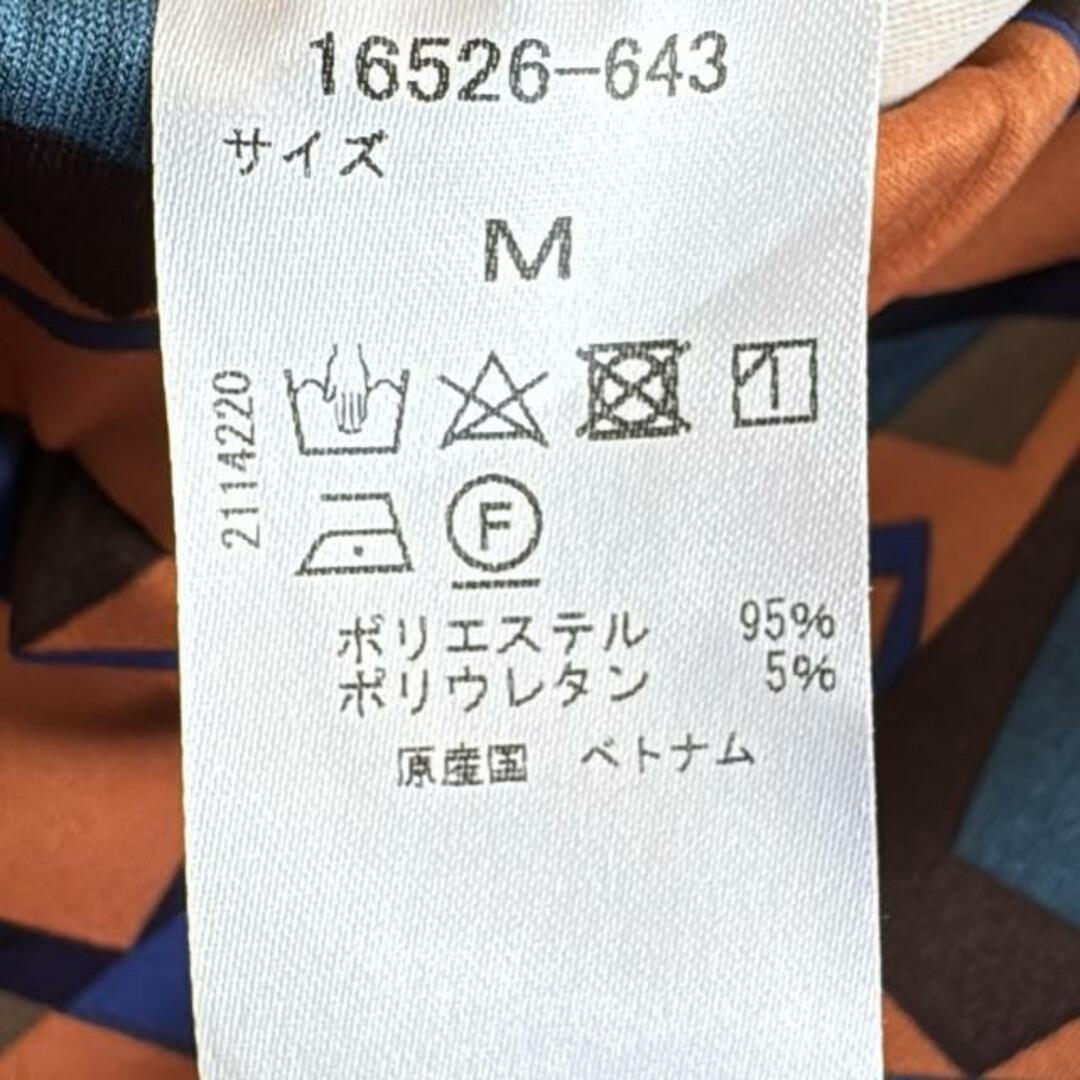 16526-643
サイズ
M
2114220
F
ポリエステル 95%
ポリウレタン 5%
原産国 ベトナム